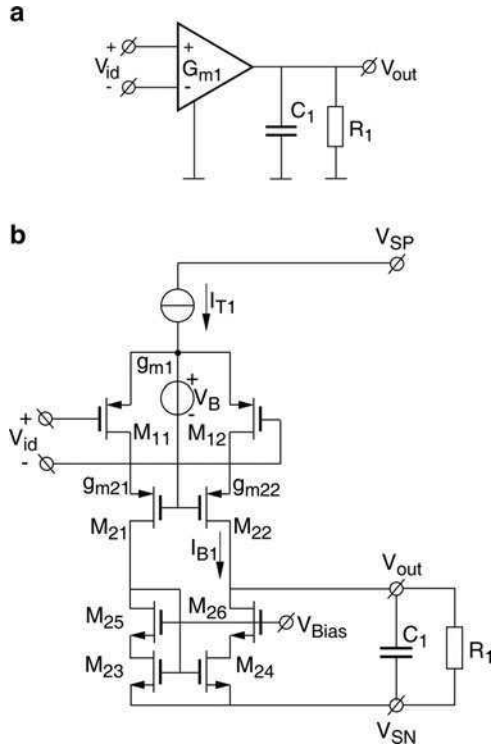 a
+
V_id
-
+
G_m1
-
V_out
C_1
R_1
b
V_SP
I_T1
g_m1
+
V_B
-
+
V_id
-
M_11
M_12
g_m21
g_m22
M_21
M_22
I_B1
V_out
M_25
M_26
V_Bias
C_1
R_1
M_23
M_24
V_SN